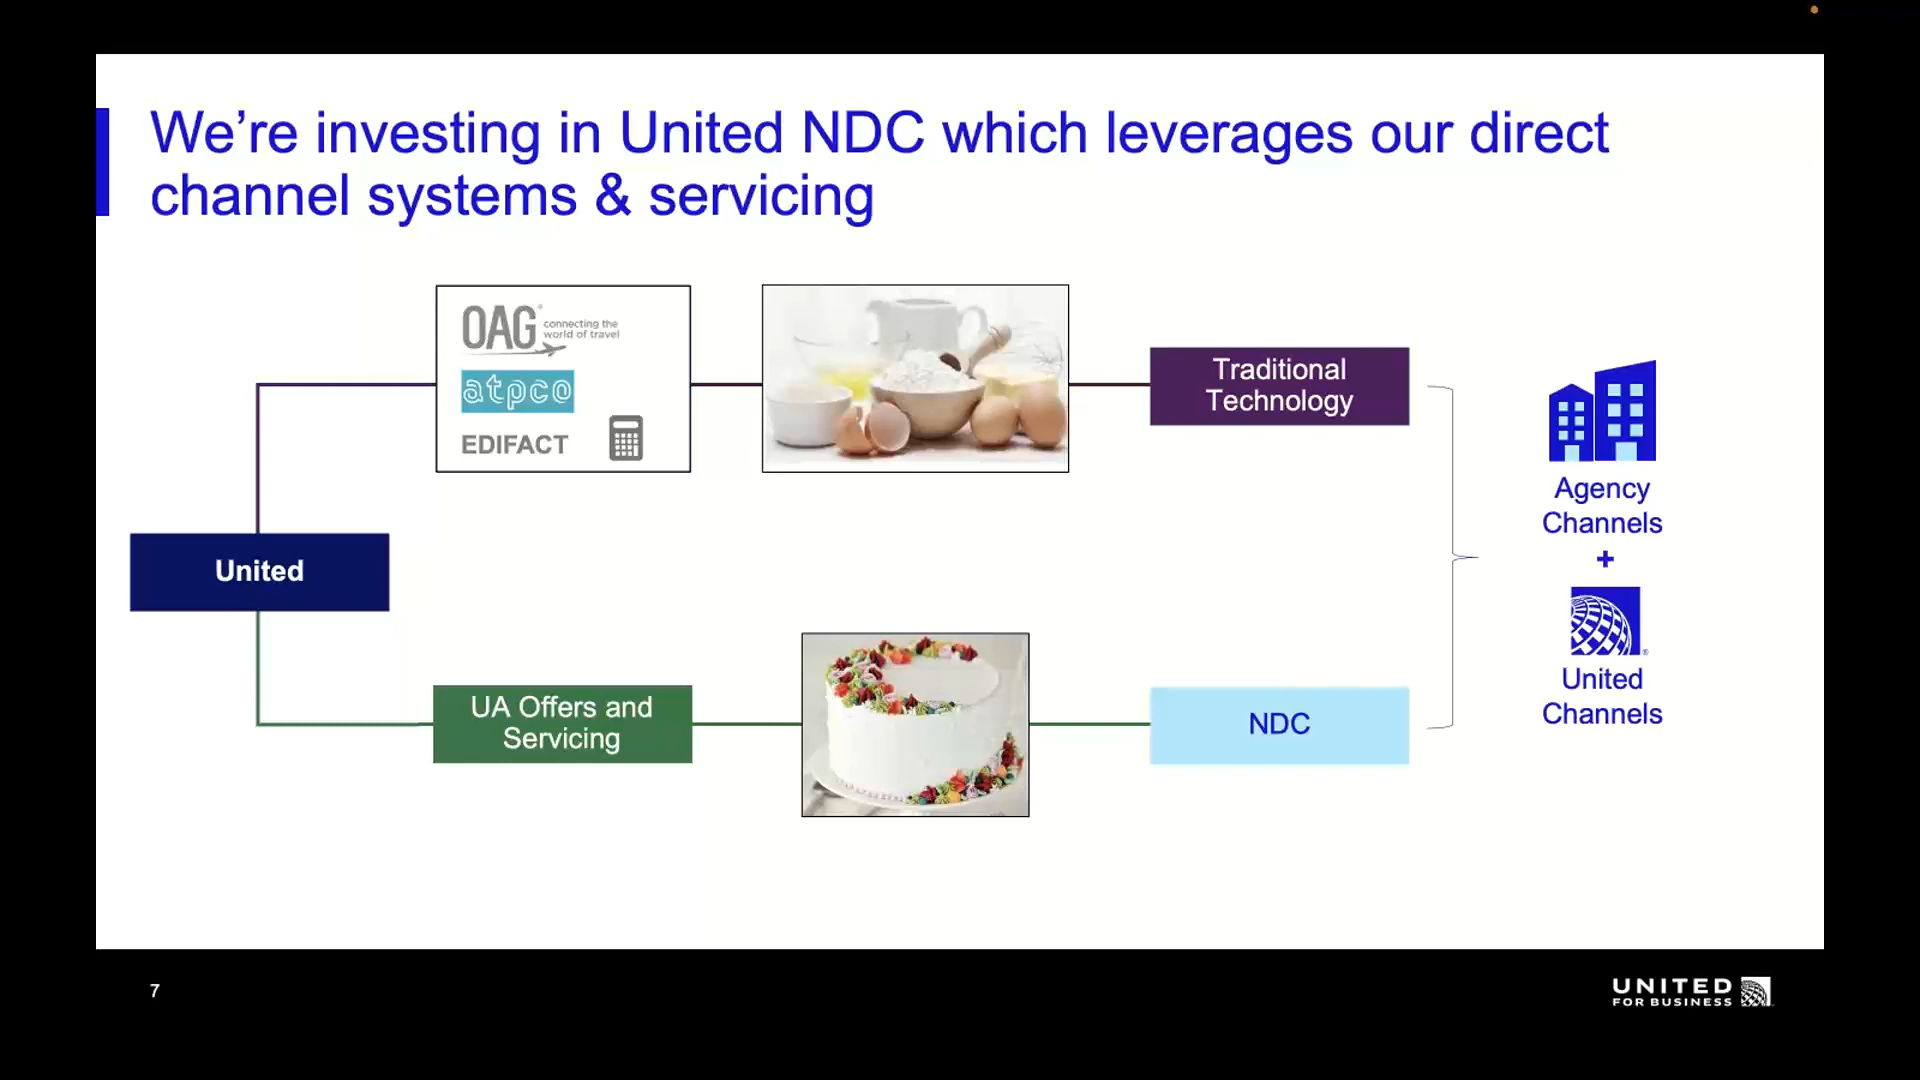 We’re investing in United NDC which leverages our direct
channel systems & servicing
OAG
connecting the
world of travel
atpco
EDIFACT
Traditional
Technology
United
UA Offers and
Servicing
NDC
Agency
Channels
+
United
Channels
7
UNITED
FOR BUSINESS